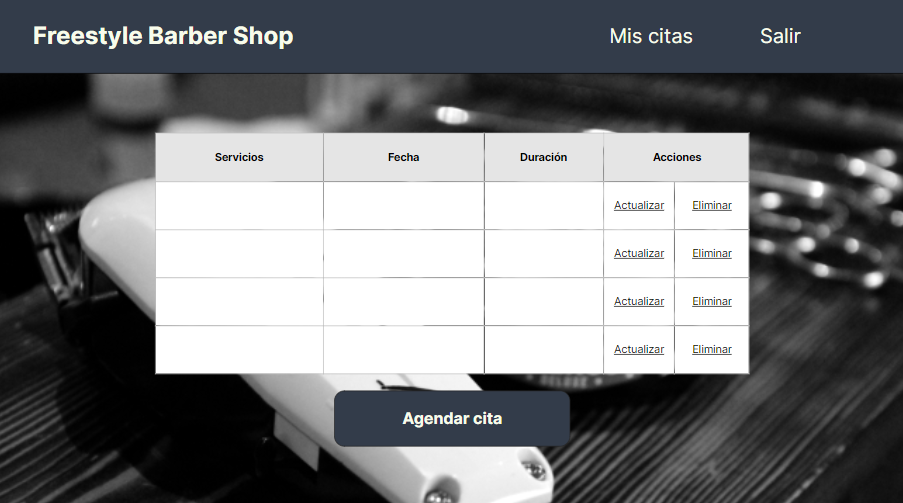 Freestyle Barber Shop Mis citas Salir
Servicios Fecha Duración Acciones
Actualizar Eliminar
Actualizar Eliminar
Actualizar Eliminar
Actualizar Eliminar
Agendar cita